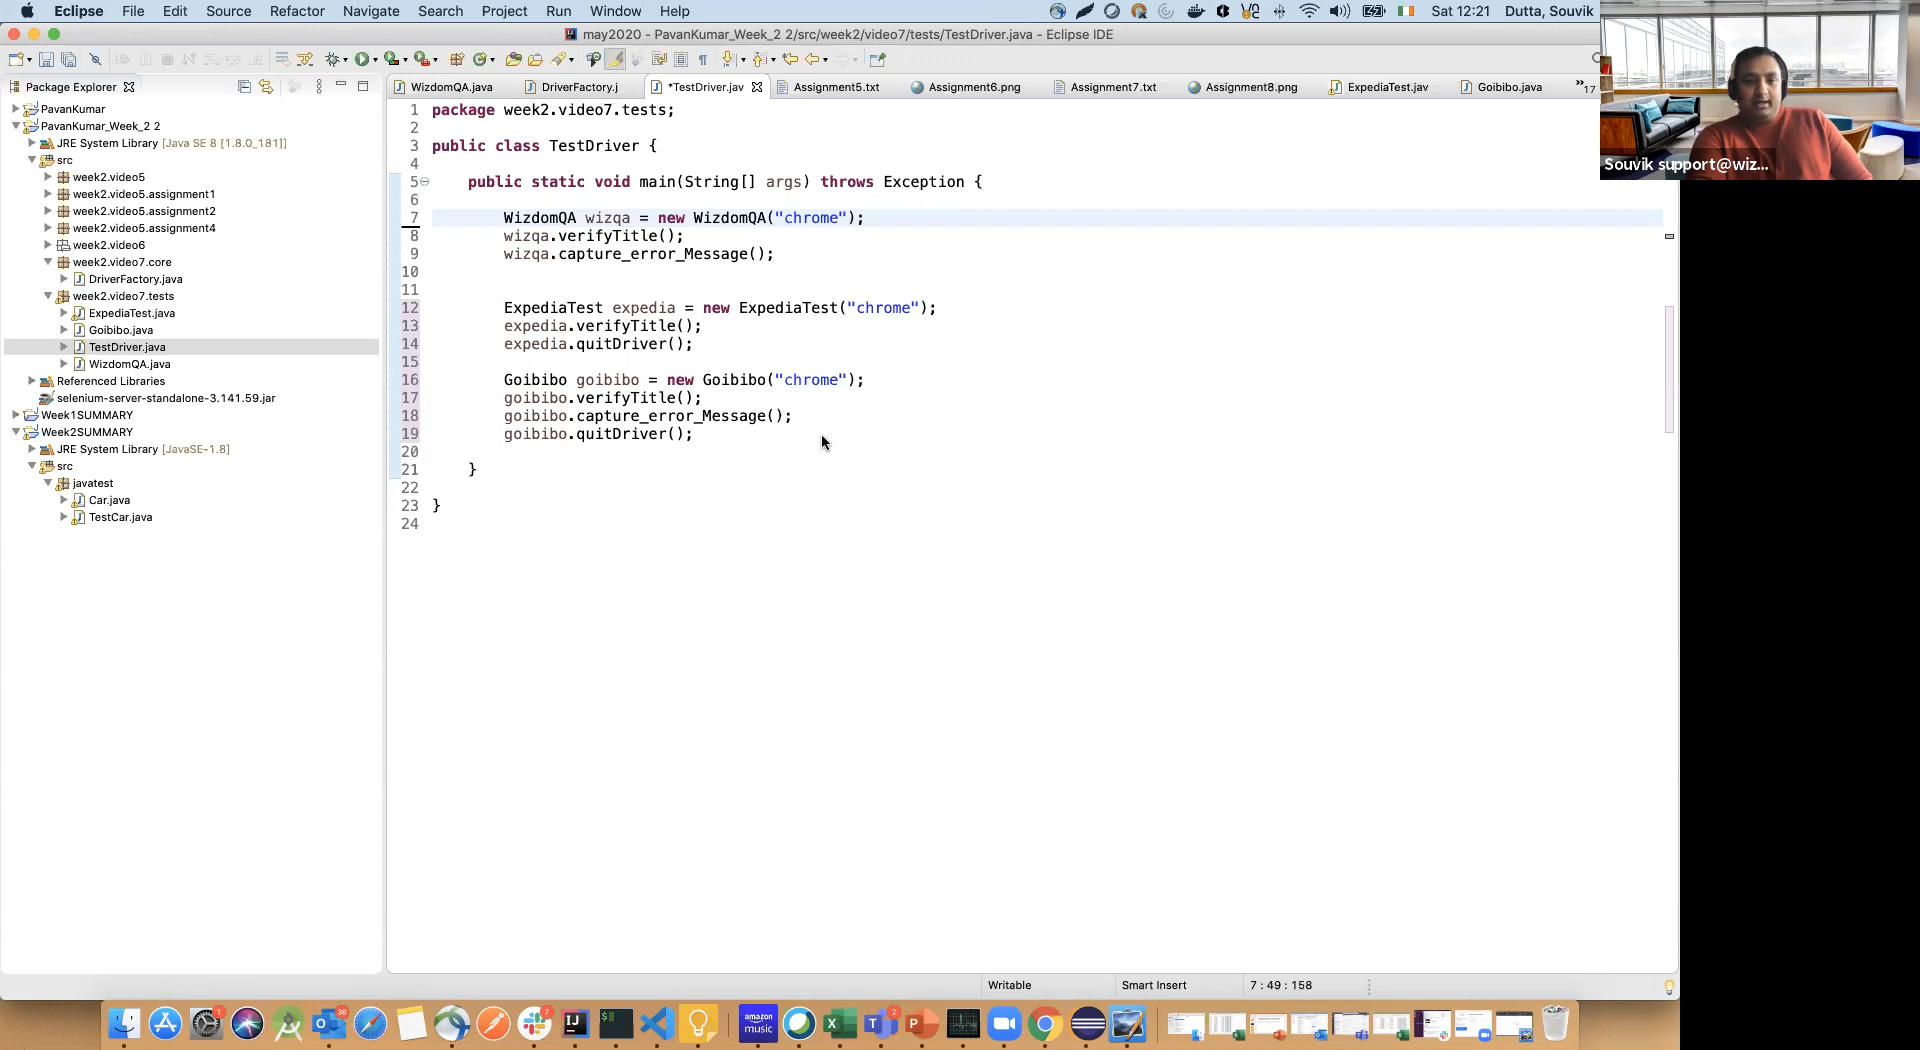 Eclipse File Edit Source Refactor Navigate Search Project Run Window Help Sat 12:21 Dutta, Souvik
may2020 - PavanKumar_Week_2 2/src/week2/video7/tests/TestDriver.java - Eclipse IDE
Package Explorer
WizdomQA.java DriverFactory.j *TestDriver.jav Assignment5.txt Assignment6.png Assignment7.txt Assignment8.png ExpediaTest.jav Goibibo.java 17
PavanKumar
PavanKumar_Week_2 2
JRE System Library [Java SE 8 [1.8.0_181]]
src
week2.video5
week2.video5.assignment1
week2.video5.assignment2
week2.video5.assignment4
week2.video6
week2.video7.core
DriverFactory.java
week2.video7.tests
ExpediaTest.java
Goibibo.java
TestDriver.java
WizdomQA.java
Referenced Libraries
selenium-server-standalone-3.141.59.jar
Week1SUMMARY
Week2SUMMARY
JRE System Library [JavaSE-1.8]
src
javatest
Car.java
TestCar.java
1 package week2.video7.tests;
2
3 public class TestDriver {
4
5 public static void main(String[] args) throws Exception {
6
7 WizdomQA wizqa = new WizdomQA("chrome");
8 wizqa.verifyTitle();
9 wizqa.capture_error_Message();
10
11
12 ExpediaTest expedia = new ExpediaTest("chrome");
13 expedia.verifyTitle();
14 expedia.quitDriver();
15
16 Goibibo goibibo = new Goibibo("chrome");
17 goibibo.verifyTitle();
18 goibibo.capture_error_Message();
19 goibibo.quitDriver();
20
21 }
22
23 }
24
Souvik support@wiz...
Writable Smart Insert 7 : 49 : 158
amazon
music